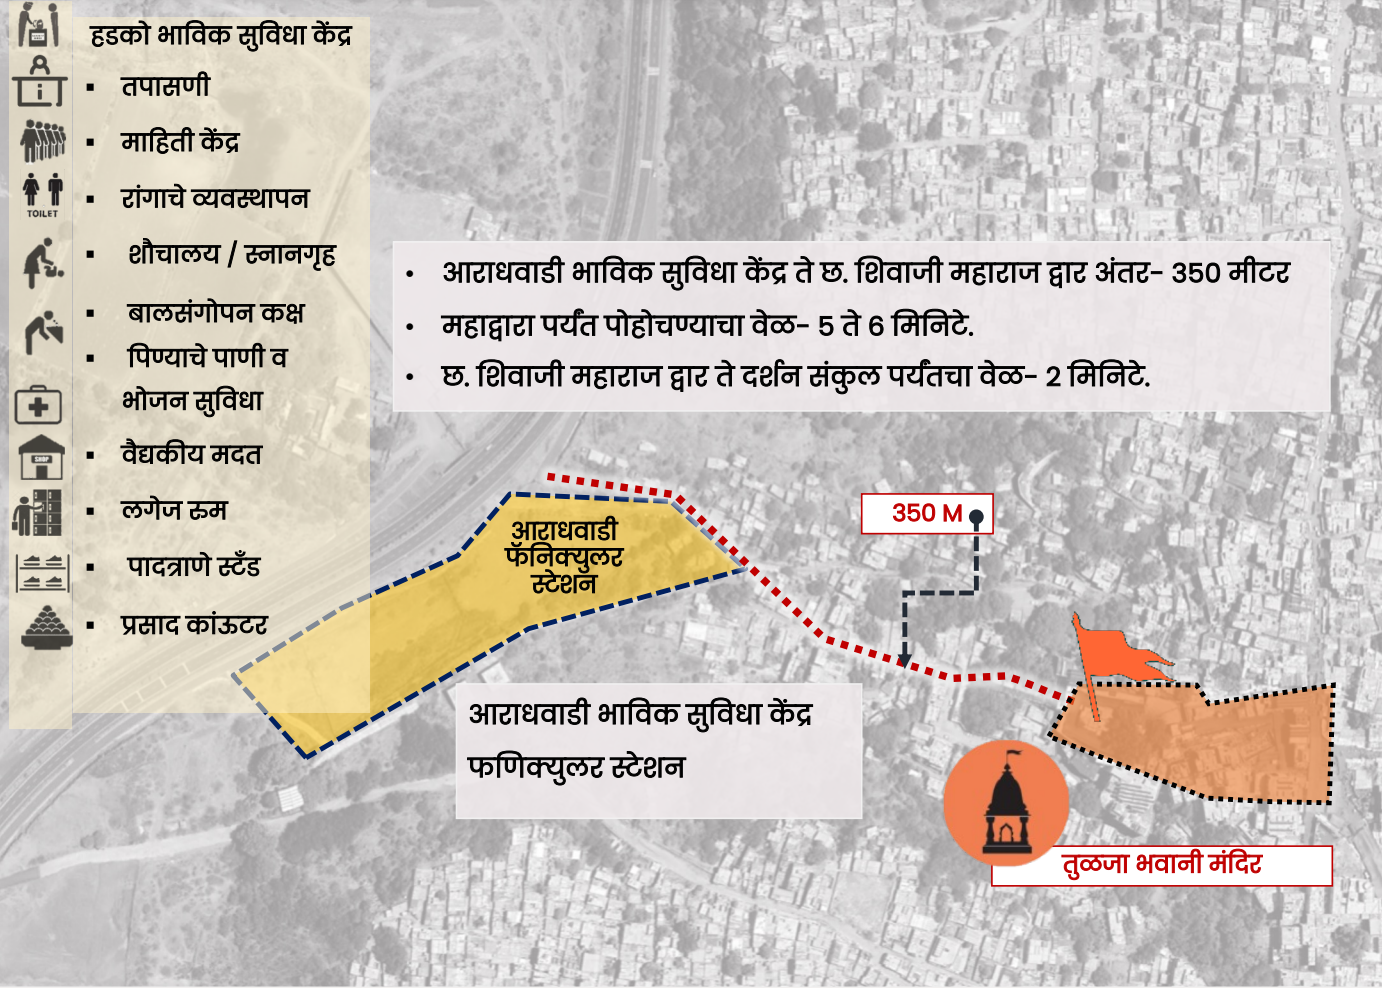 हडको भाविक सुविधा केंद्र
▪ तपासणी
▪ माहिती केंद्र
▪ रांगाचे व्यवस्थापन
▪ शौचालय / स्नानगृह
▪ बालसंगोपन कक्ष
▪ पिण्याचे पाणी व
भोजन सुविधा
▪ वैद्यकीय मदत
▪ लगेज रुम
▪ पादत्राणे स्टँड
▪ प्रसाद कांऊटर
TOILET
SHOP
• आराधवाडी भाविक सुविधा केंद्र ते छ. शिवाजी महाराज द्वार अंतर- 350 मीटर
• महाद्वारा पर्यंत पोहोचण्याचा वेळ- 5 ते 6 मिनिटे.
• छ. शिवाजी महाराज द्वार ते दर्शन संकुल पर्यंतचा वेळ- 2 मिनिटे.
आराधवाडी
फॅनिक्युलर
स्टेशन
350 M
आराधवाडी भाविक सुविधा केंद्र
फणिक्युलर स्टेशन
तुळजा भवानी मंदिर